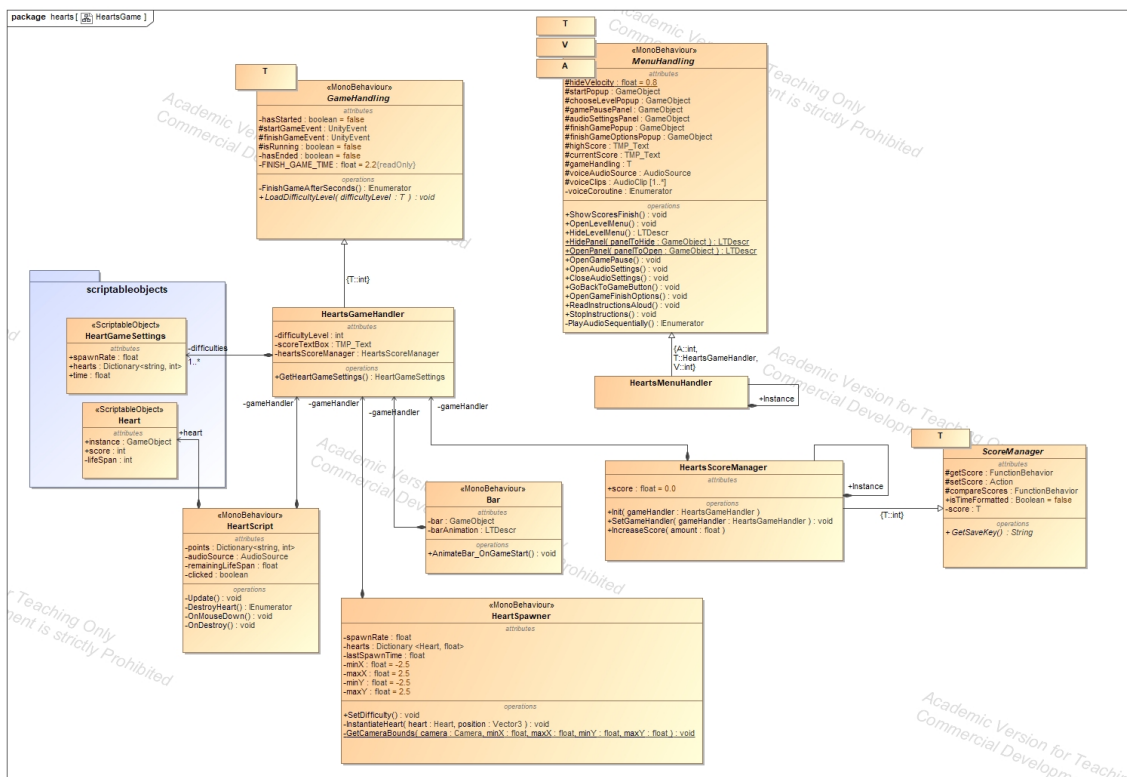 package hearts [ HeartsGame ]
Academic Version for Teaching Only
Commercial Development is strictly Prohibited
T
«MonoBehaviour»
GameHandling
attributes
-hasStarted : boolean = false
#startGameEvent : UnityEvent
#finishGameEvent : UnityEvent
#isRunning : boolean = false
-hasEnded : boolean = false
-FINISH_GAME_TIME : float = 2.2{readOnly}
operations
-FinishGameAfterSeconds() : IEnumerator
+LoadDifficultyLevel( difficultyLevel : T ) : void
{T::int}
T
V
A
«MonoBehaviour»
MenuHandling
attributes
#hideVelocity : float = 0.8
#startPopup : GameObject
#chooseLevelPopup : GameObject
#gamePausePanel : GameObject
#audioSettingsPanel : GameObject
#finishGamePopup : GameObject
#finishGameOptionsPopup : GameObject
#highScore : TMP_Text
#currentScore : TMP_Text
#gameHandling : T
#voiceAudioSource : AudioSource
#voiceClips : AudioClip [1..*]
-voiceCoroutine : IEnumerator
operations
+ShowScoresFinish() : void
+OpenLevelMenu() : void
+HideLevelMenu() : LTDescr
+HidePanel( panelToHide : GameObject ) : LTDescr
+OpenPanel( panelToOpen : GameObject ) : LTDescr
+OpenGamePause() : void
+OpenAudioSettings() : void
+CloseAudioSettings() : void
+GoBackToGameButton() : void
+OpenGameFinishOptions() : void
+ReadInstructionsAloud() : void
+StopInstructions() : void
-PlayAudioSequentially() : IEnumerator
{A::int,
T::HeartsGameHandler,
V::int}
HeartsMenuHandler
+Instance
scriptableobjects
«ScriptableObject»
HeartGameSettings
attributes
+spawnRate : float
+hearts : Dictionary<string, int>
+time : float
-difficulties
1..*
«ScriptableObject»
Heart
attributes
+instance : GameObject
+score : int
-lifeSpan : int
+heart
HeartsGameHandler
attributes
-difficultyLevel : int
-scoreTextBox : TMP_Text
-heartsScoreManager : HeartsScoreManager
operations
+GetHeartGameSettings() : HeartGameSettings
-gameHandler
-gameHandler
-gameHandler
-gameHandler
HeartsScoreManager
attributes
+score : float = 0.0
operations
+Init( gameHandler : HeartsGameHandler )
+SetGameHandler( gameHandler : HeartsGameHandler ) : void
+IncreaseScore( amount : float )
+Instance
{T::int}
T
ScoreManager
attributes
#getScore : FunctionBehavior
#setScore : Action
#compareScores : FunctionBehavior
+isTimeFormatted : Boolean = false
-score : T
operations
+GetSaveKey() : String
«MonoBehaviour»
Bar
attributes
-bar : GameObject
-barAnimation : LTDescr
operations
+AnimateBar_OnGameStart() : void
«MonoBehaviour»
HeartScript
attributes
-points : Dictionary<string, int>
-audioSource : AudioSource
-remainingLifeSpan : float
-clicked : boolean
operations
-Update() : void
-DestroyHeart() : IEnumerator
-OnMouseDown() : void
-OnDestroy() : void
«MonoBehaviour»
HeartSpawner
attributes
-spawnRate : float
-hearts : Dictionary <Heart, float>
-lastSpawnTime : float
-minX : float = -2.5
-maxX : float = 2.5
-minY : float = -2.5
-maxY : float = 2.5
operations
+SetDifficulty() : void
-InstantiateHeart( heart : Heart, position : Vector3 ) : void
-GetCameraBounds( camera : Camera, minX : float, maxX : float, minY : float, maxY : float ) : void